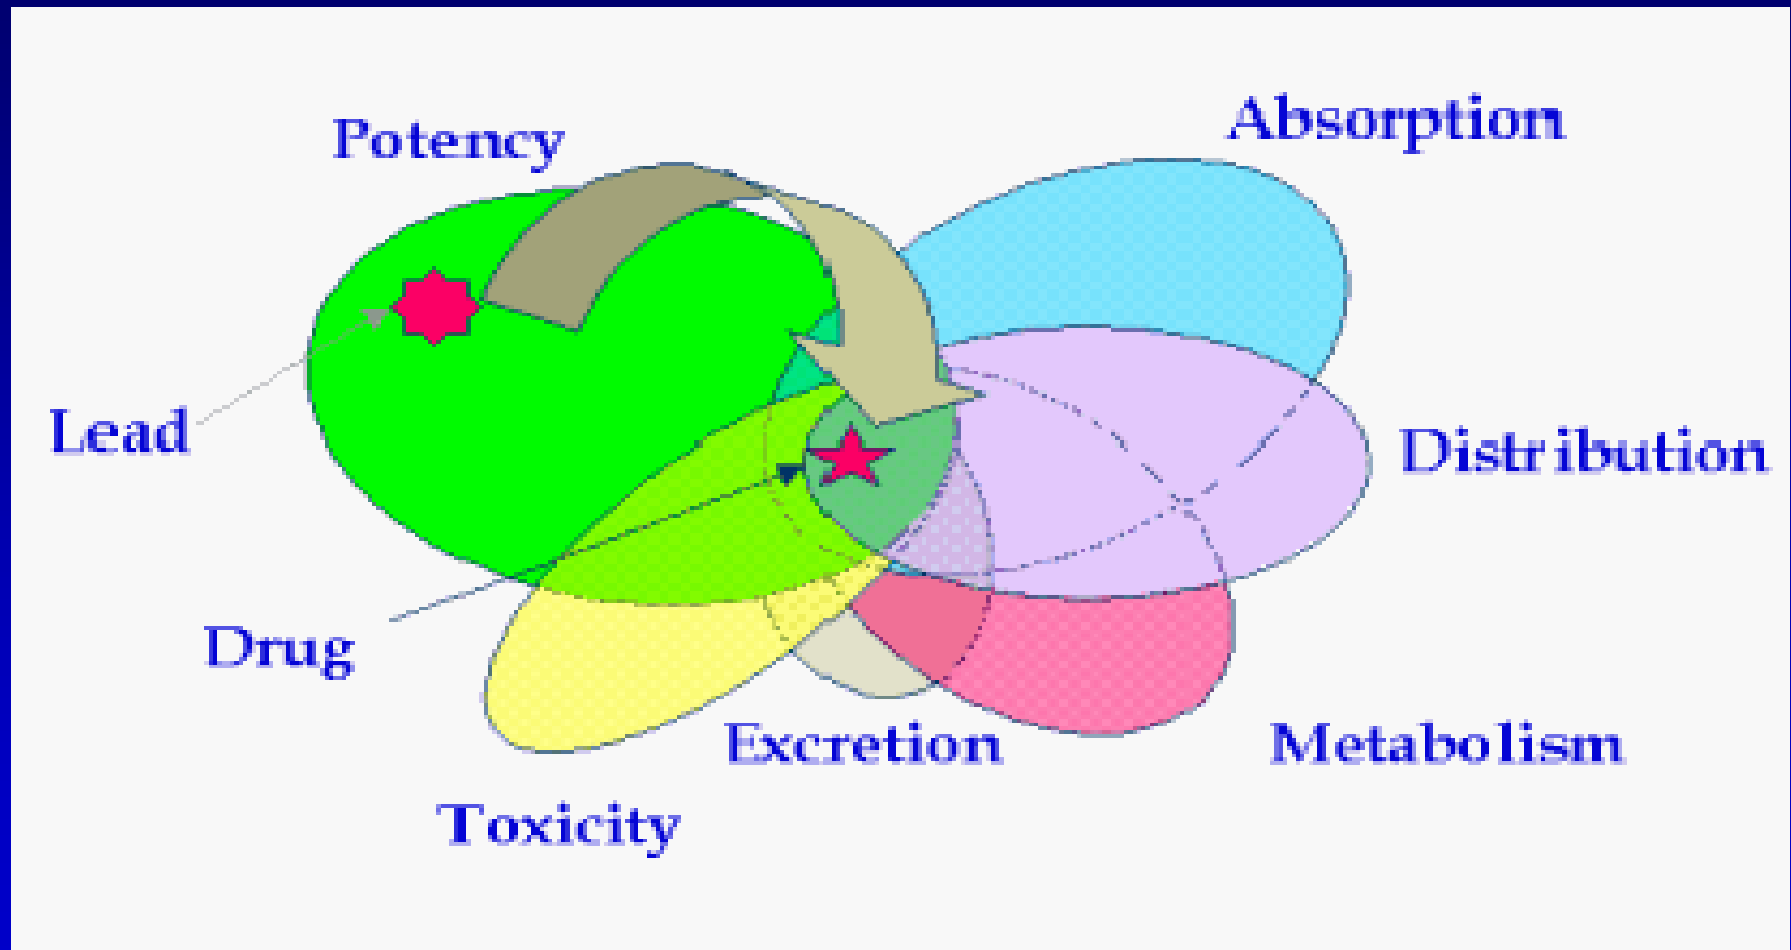 Absorption
Potency
Lead
Distribution
Drug
Excretion
Metabolism
Toxicity